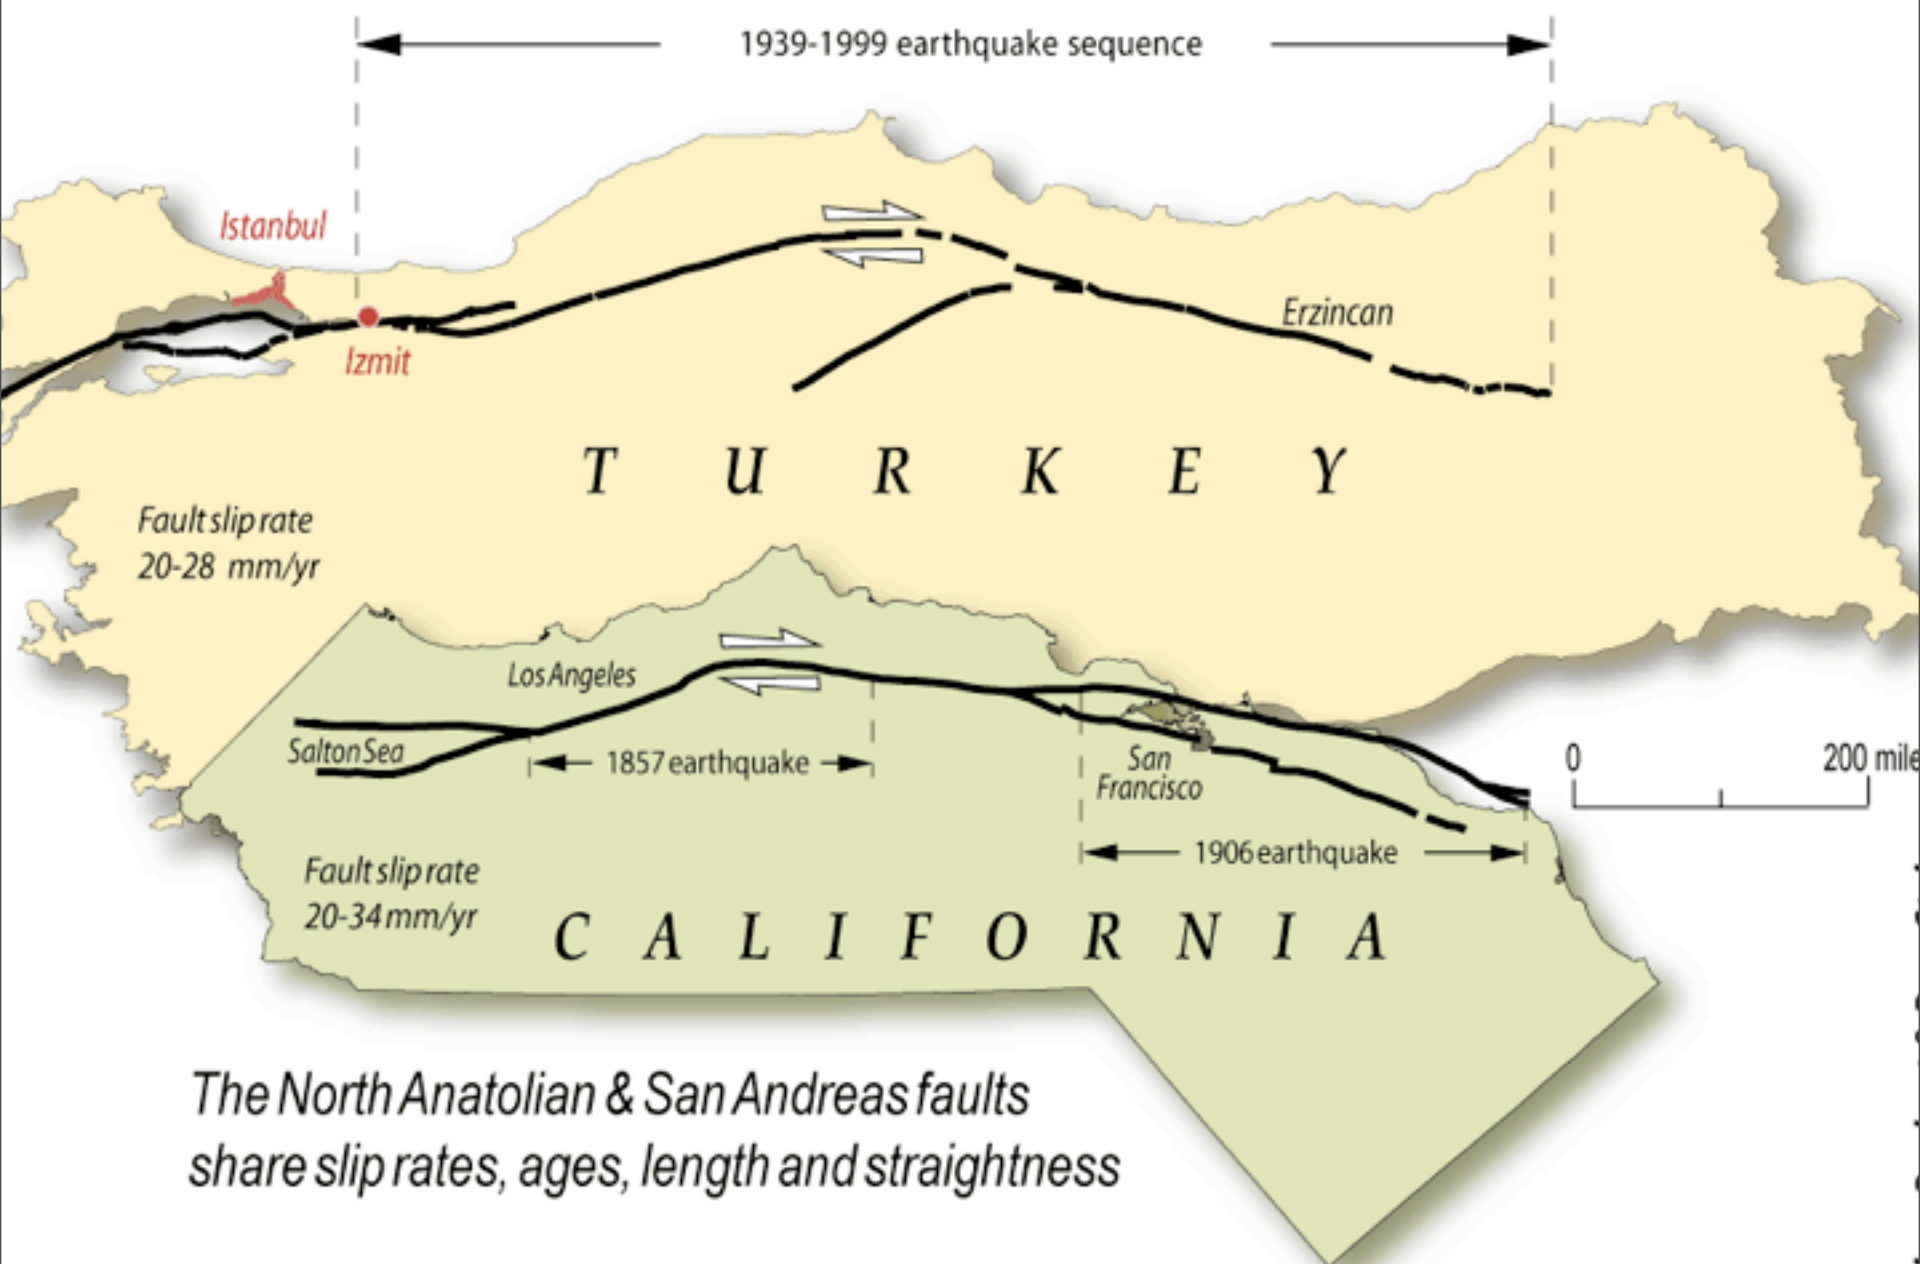 1939-1999 earthquake sequence
Istanbul
Izmit
Erzincan
TURKEY
Fault slip rate
20-28 mm/yr
Los Angeles
Salton Sea
1857 earthquake
San
Francisco
0
200 mile
1906 earthquake
Fault slip rate
20-34 mm/yr
CALIFORNIA
The North Anatolian & San Andreas faults
share slip rates, ages, length and straightness